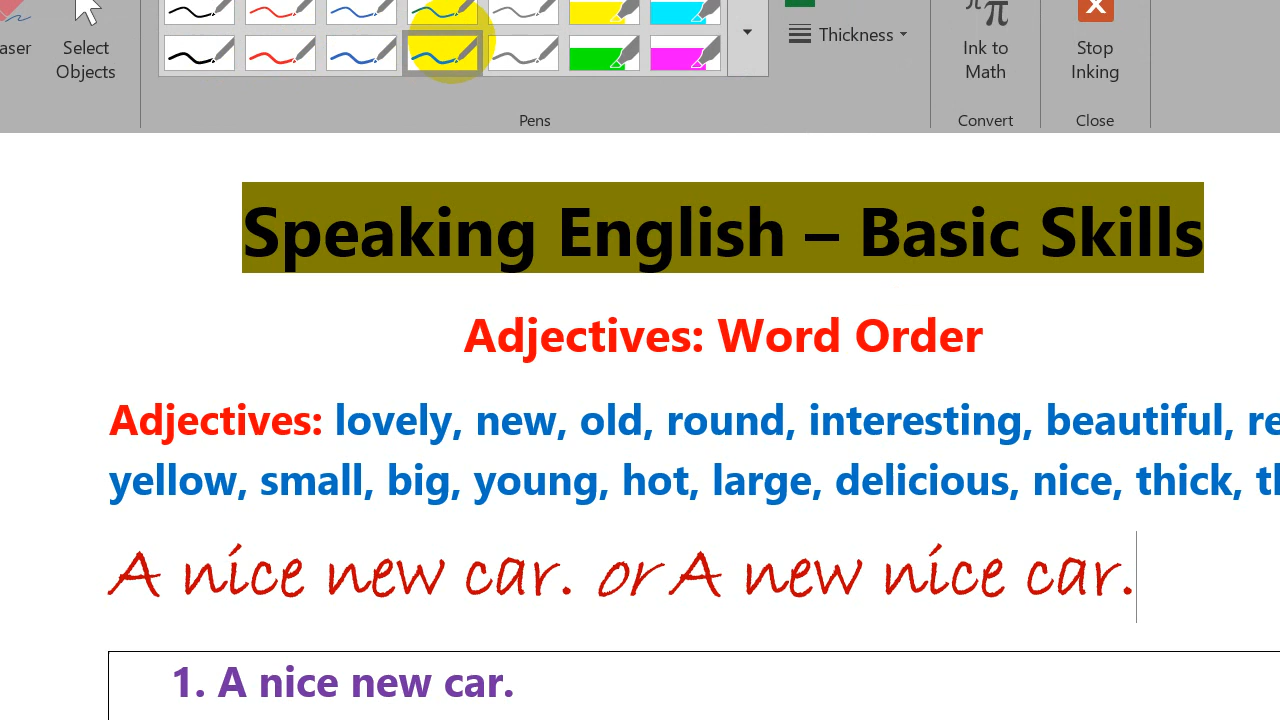 aser
Select
Objects
Thickness
Ink to
Math
Stop
Inking
Pens
Convert
Close
Speaking English – Basic Skills
Adjectives: Word Order
Adjectives: lovely, new, old, round, interesting, beautiful, re
yellow, small, big, young, hot, large, delicious, nice, thick, th
A nice new car. or A new nice car.
1. A nice new car.